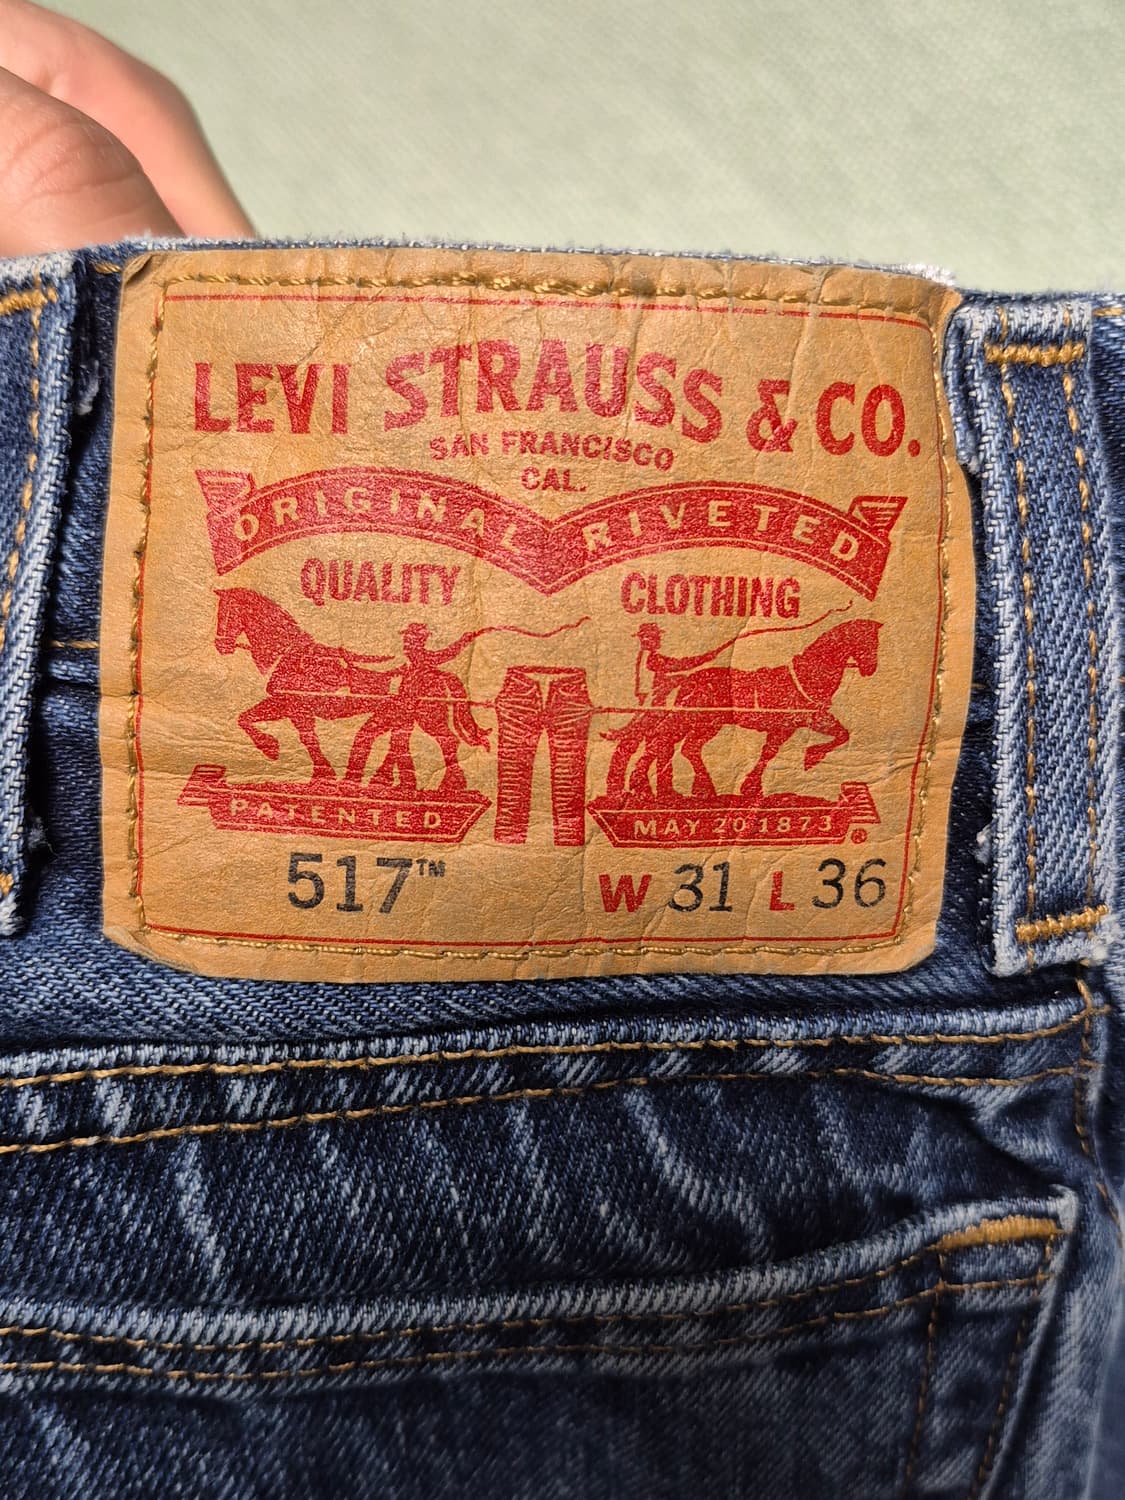 LEVI STRAUSS & CO.
SAN FRANCISCO
CAL.
ORIGINAL RIVETED
QUALITY CLOTHING
PATENTED MAY 20 1873 ®
517™ W 31 L 36